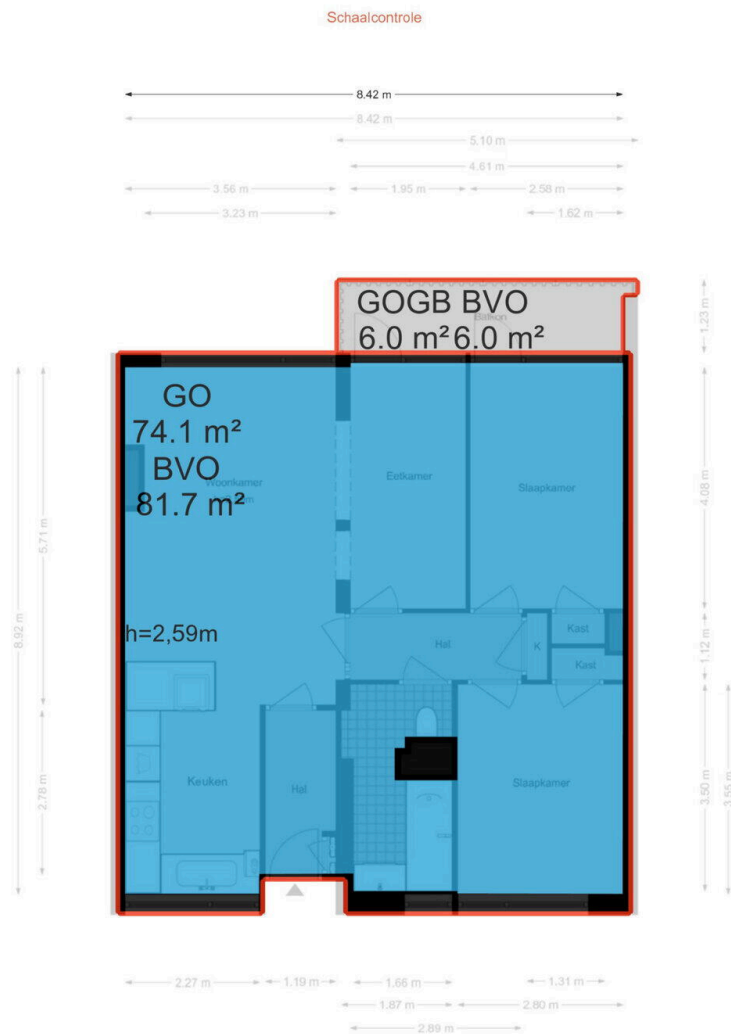 Schaalcontrole
8.42 m
8.42 m
5.10 m
4.61 m
3.56 m
1.95 m
2.58 m
3.23 m
1.62 m
GOGB BVO
6.0 m² 6.0 m²
Balkon
1.23 m
GO
74.1 m²
BVO
81.7 m²
Woonkamer
Eetkamer
Slaapkamer
4.08 m
5.71 m
8.92 m
h=2,59m
Hal
K
Kast
Kast
1.12 m
Keuken
Hal
Slaapkamer
2.78 m
3.50 m
3.55 m
2.27 m
1.19 m
1.66 m
1.31 m
1.87 m
2.80 m
2.89 m